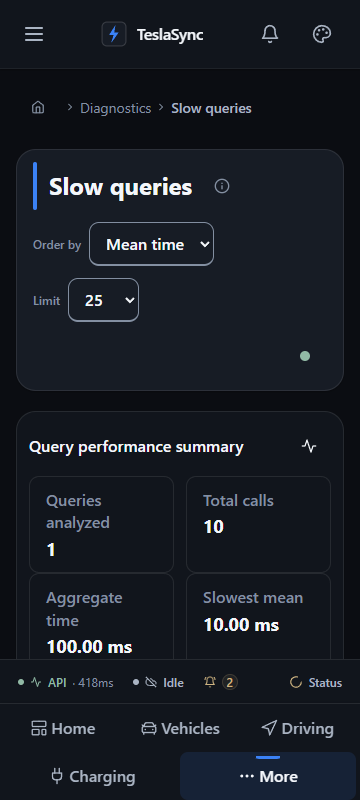 TeslaSync
Diagnostics
Slow queries
Slow queries
Order by
Mean time
Limit
25
Query performance summary
Queries
analyzed
1
Total calls
10
Aggregate
time
100.00 ms
Slowest mean
10.00 ms
API · 418ms
Idle
2
Status
Home
Vehicles
Driving
Charging
More